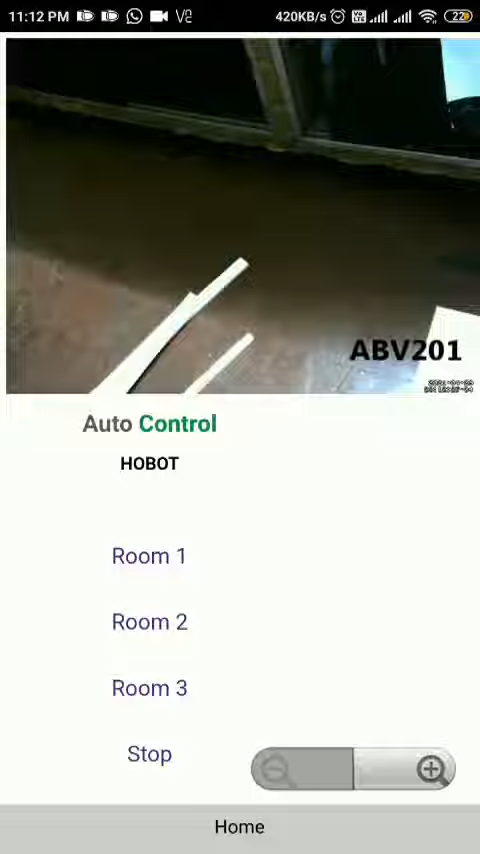 11:12 PM
420KB/s
22
ABV201
Auto Control
HOBOT
Room 1
Room 2
Room 3
Stop
Home